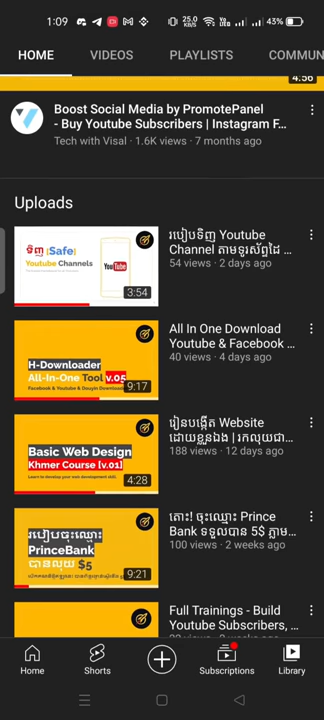 1:09
25.0 KB/s
43%
HOME VIDEOS PLAYLISTS COMMUN
4:56
Boost Social Media by PromotePanel
- Buy Youtube Subscribers | Instagram F...
Tech with Visal · 1.6K views · 7 months ago
Uploads
ទិញ [Safe]
Youtube Channels
YouTube
3:54
របៀបទិញ Youtube
Channel តាមទូរស័ព្ទដៃ ...
54 views · 2 days ago
H-Downloader
All-In-One Tool v.05
Facebook & Youtube & Douyin Downloader
9:17
All In One Download
Youtube & Facebook ...
40 views · 4 days ago
Basic Web Design
Khmer Course [v.01]
Learn to develop your own development skill.
4:28
រៀនបង្កើត Website
ដោយខ្លួនឯង | រកលុយជា...
188 views · 12 days ago
របៀបចុះឈ្មោះ
PrinceBank
បានលុយ $5
9:21
តោះ! ចុះឈ្មោះ Prince
Bank ទទួលបាន 5$ ភ្លាម...
100 views · 2 weeks ago
Full Trainings - Build
Youtube Subscribers, ...
Home Shorts Subscriptions Library